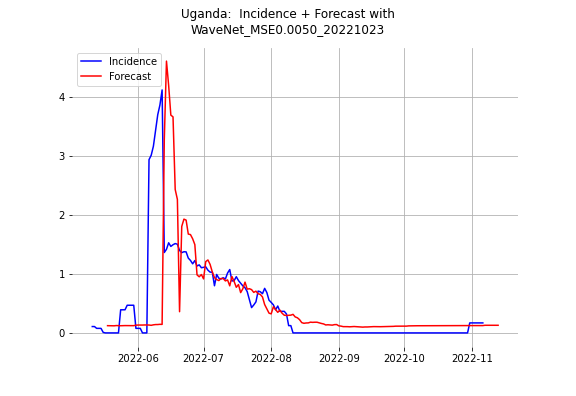 Uganda:  Incidence + Forecast with
WaveNet_MSE0.0050_20221023
Incidence
Forecast
4
3
2
1
0
2022-06 2022-07 2022-08 2022-09 2022-10 2022-11